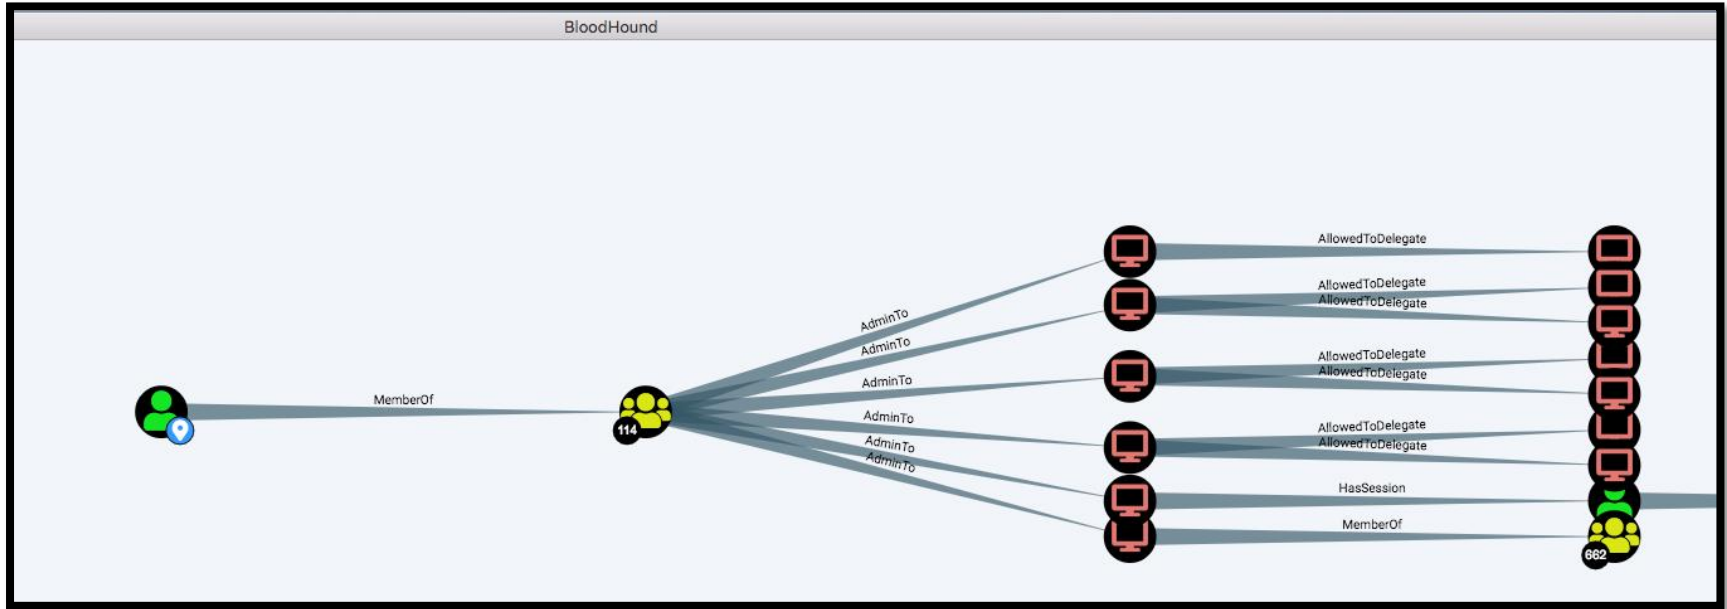 BloodHound
AllowedToDelegate
AllowedToDelegate
AllowedToDelegate
AdminTo
AdminTo
AllowedToDelegate
AllowedToDelegate
AdminTo
MemberOf
AdminTo
AllowedToDelegate
114
AdminTo
AllowedToDelegate
AdminTo
HasSession
MemberOf
662